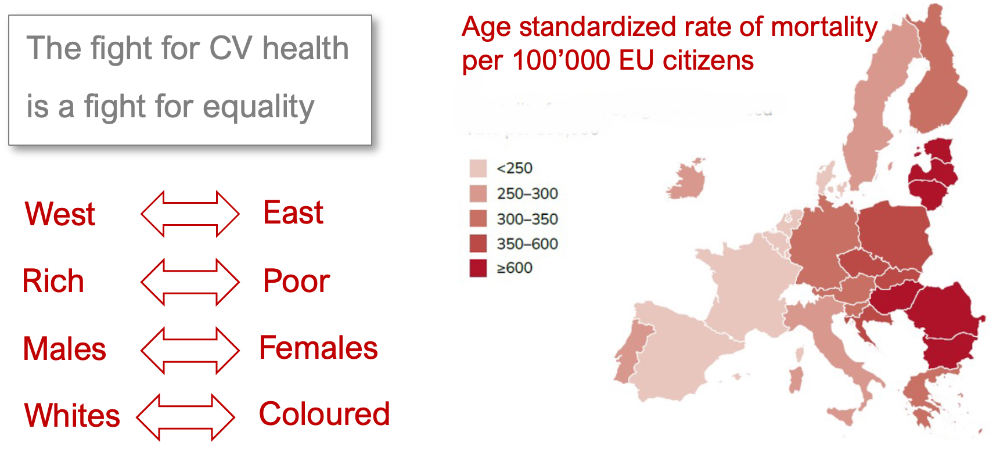 The fight for CV health
is a fight for equality
West
East
Rich
Poor
Males
Females
Whites
Coloured
Age standardized rate of mortality
per 100’000 EU citizens
<250
250–300
300–350
350–600
≥600